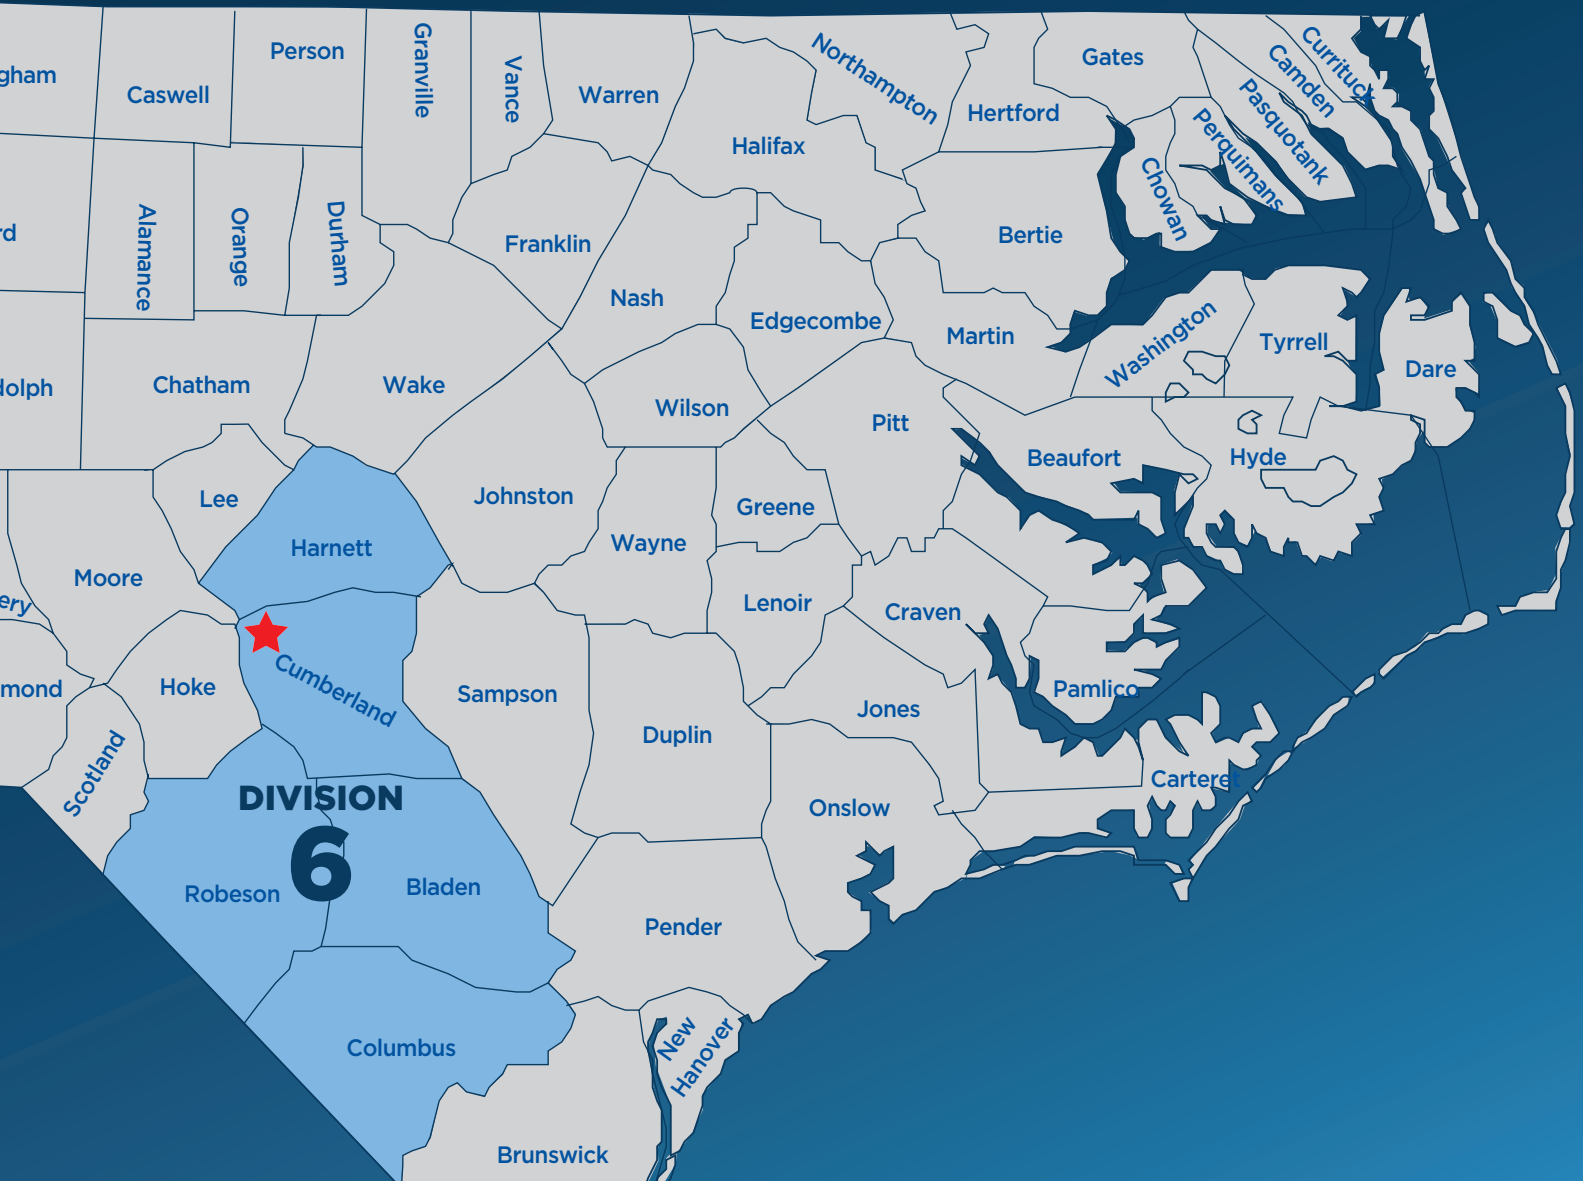 gham
Caswell
Person
Granville
Vance
Warren
Northampton
Halifax
Hertford
Gates
Currituck
Camden
Pasquotank
Perquimans
Chowan
rd
Alamance
Orange
Durham
Franklin
Nash
Edgecombe
Bertie
Martin
Washington
Tyrrell
Dare
dolph
Chatham
Wake
Wilson
Pitt
Beaufort
Hyde
Lee
Harnett
Johnston
Wayne
Greene
Moore
ery
Lenoir
Craven
Pamlico
mond
Hoke
Cumberland
Sampson
Duplin
Jones
Carteret
Scotland
DIVISION
6
Onslow
Robeson
Bladen
Pender
Columbus
New
Hanover
Brunswick